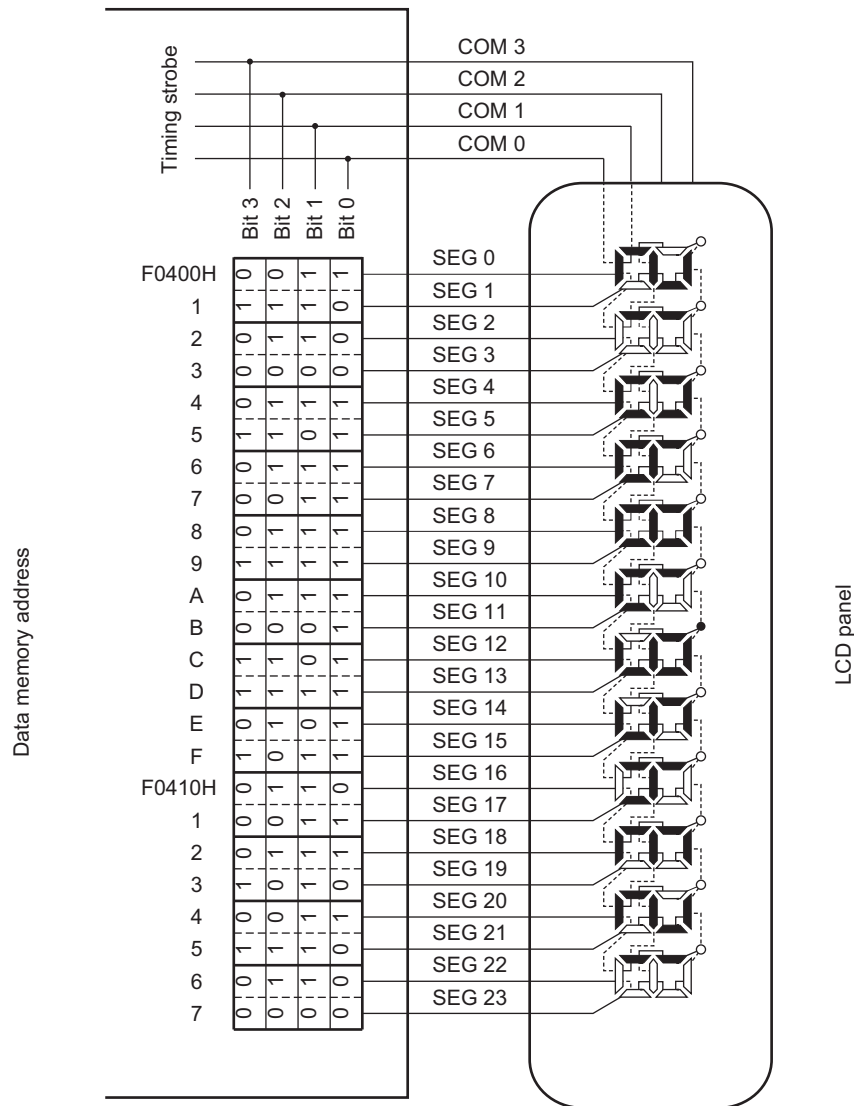 COM 3
COM 2
COM 1
COM 0
Timing strobe
Bit 3
Bit 2
Bit 1
Bit 0
F0400H 0 0 1 1 SEG 0
1 1 1 1 0 SEG 1
2 0 1 1 0 SEG 2
3 0 0 0 0 SEG 3
4 0 1 1 1 SEG 4
5 1 1 0 1 SEG 5
6 0 1 1 1 SEG 6
7 0 0 1 1 SEG 7
8 0 1 1 1 SEG 8
9 1 1 1 1 SEG 9
A 0 1 1 1 SEG 10
B 0 0 0 1 SEG 11
C 1 1 0 1 SEG 12
D 1 1 1 1 SEG 13
E 0 1 0 1 SEG 14
F 1 0 1 1 SEG 15
F0410H 0 1 1 0 SEG 16
1 0 0 1 1 SEG 17
2 0 1 1 1 SEG 18
3 1 0 1 0 SEG 19
4 0 0 1 1 SEG 20
5 1 1 1 0 SEG 21
6 0 1 1 0 SEG 22
7 0 0 0 0 SEG 23
Data memory address
LCD panel